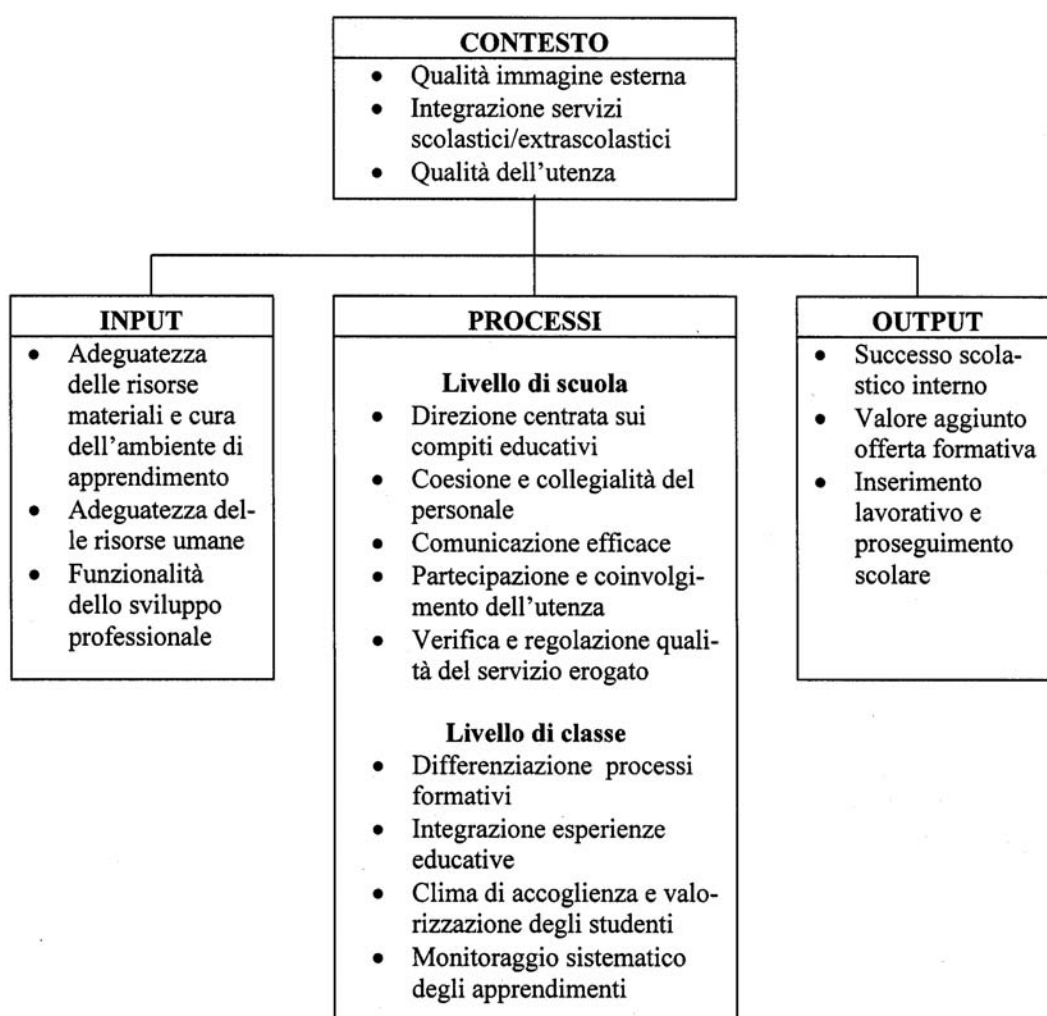 CONTESTO
• Qualità immagine esterna
• Integrazione servizi
scolastici/extrascolastici
• Qualità dell'utenza
INPUT
• Adeguatezza
delle risorse
materiali e cura
dell'ambiente di
apprendimento
• Adeguatezza del-
le risorse umane
• Funzionalità
dello sviluppo
professionale
PROCESSI
Livello di scuola
• Direzione centrata sui
compiti educativi
• Coesione e collegialità del
personale
• Comunicazione efficace
• Partecipazione e coinvolgi-
mento dell'utenza
• Verifica e regolazione quali-
tà del servizio erogato
Livello di classe
• Differenziazione processi
formativi
• Integrazione esperienze
educative
• Clima di accoglienza e valo-
rizzazione degli studenti
• Monitoraggio sistematico
degli apprendimenti
OUTPUT
• Successo scola-
stico interno
• Valore aggiunto
offerta formativa
• Inserimento
lavorativo e
proseguimento
scolare